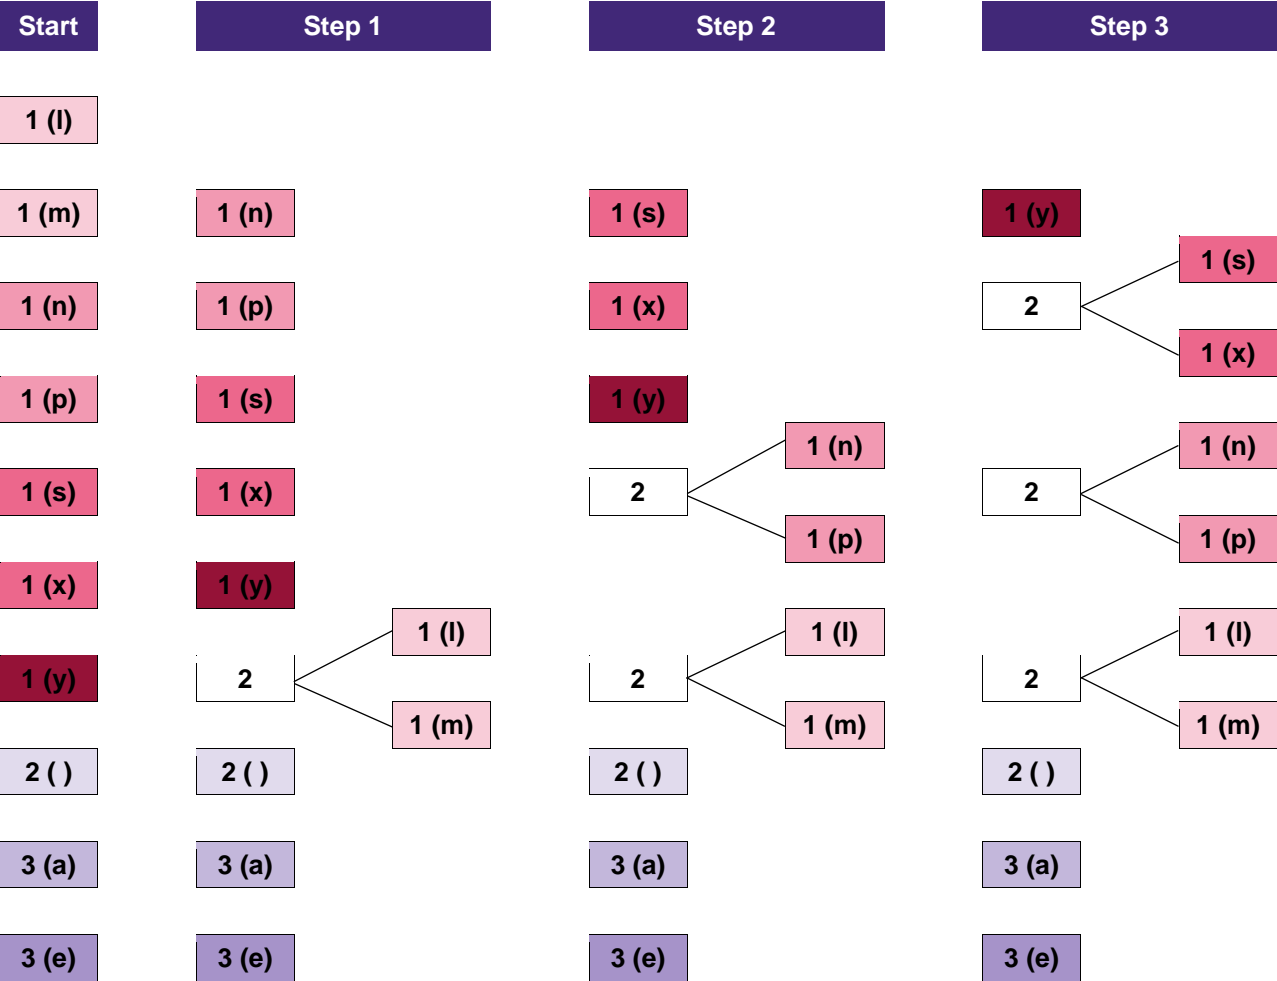 Start Step 1 Step 2 Step 3
1 (l)
1 (m) 1 (n) 1 (s) 1 (y)
1 (s)
1 (n) 1 (p) 1 (x) 2
1 (x)
1 (p) 1 (s) 1 (y)
1 (n) 1 (n)
1 (s) 1 (x) 2 2
1 (p) 1 (p)
1 (x) 1 (y)
1 (l) 1 (l) 1 (l)
1 (y) 2 2 2
1 (m) 1 (m) 1 (m)
2 ( ) 2 ( ) 2 ( ) 2 ( )
3 (a) 3 (a) 3 (a) 3 (a)
3 (e) 3 (e) 3 (e) 3 (e)